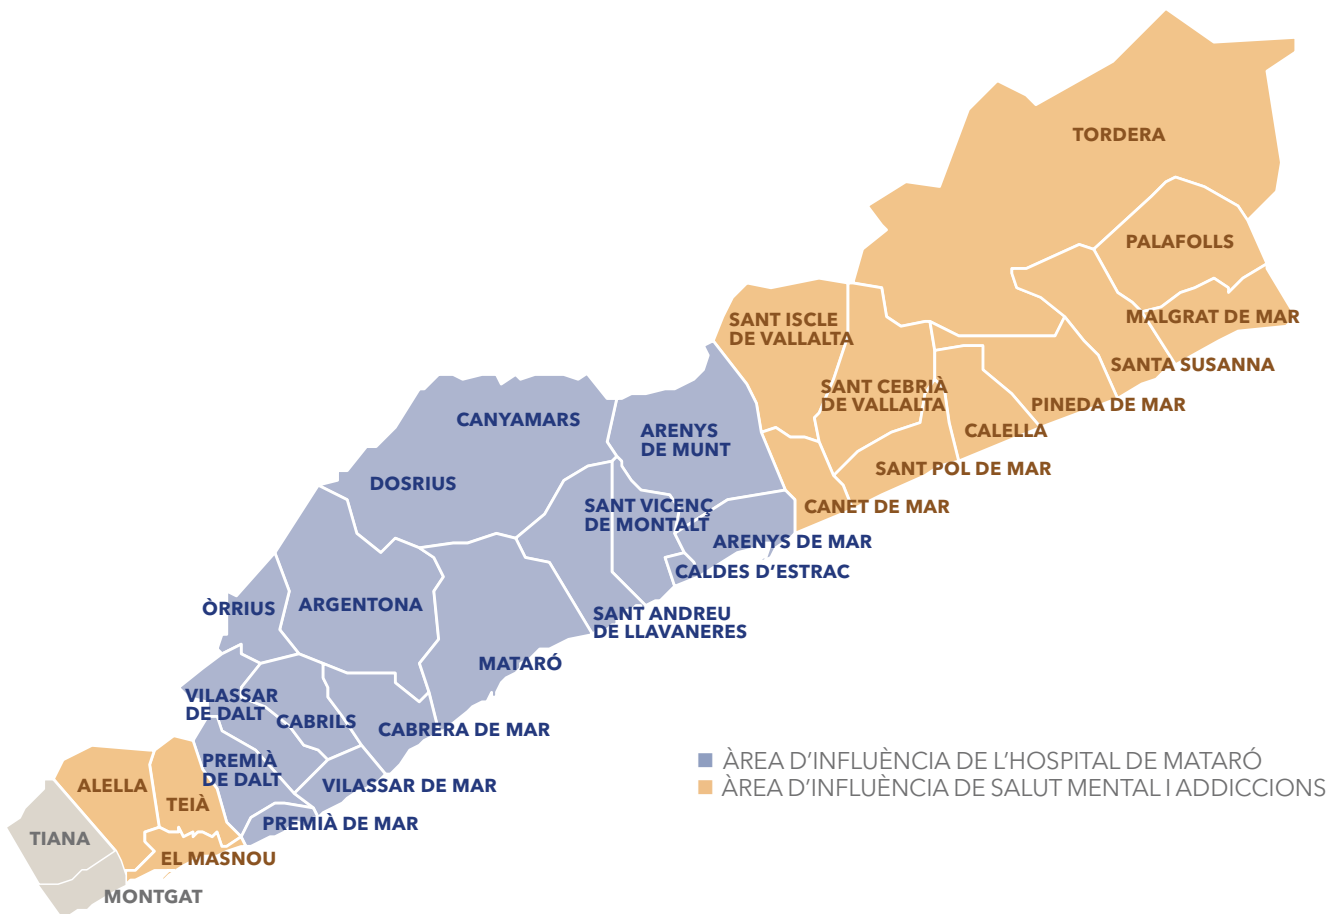 TORDERA
PALAFOLLS
MALGRAT DE MAR
SANT ISCLE
DE VALLALTA
SANTA SUSANNA
SANT CEBRIÀ
DE VALLALTA
PINEDA DE MAR
CANYAMARS
ARENYS
DE MUNT
CALELLA
SANT POL DE MAR
DOSRIUS
SANT VICENÇ
DE MONTALT
CANET DE MAR
ARENYS DE MAR
CALDES D’ESTRAC
ÒRRIUS
ARGENTONA
SANT ANDREU
DE LLAVANERES
MATARÓ
VILASSAR
DE DALT
CABRILS
CABRERA DE MAR
PREMIÀ
DE DALT
ÀREA D’INFLUÈNCIA DE L’HOSPITAL DE MATARÓ
ALELLA
VILASSAR DE MAR
ÀREA D’INFLUÈNCIA DE SALUT MENTAL I ADDICCIONS
TEIÀ
PREMIÀ DE MAR
TIANA
EL MASNOU
MONTGAT